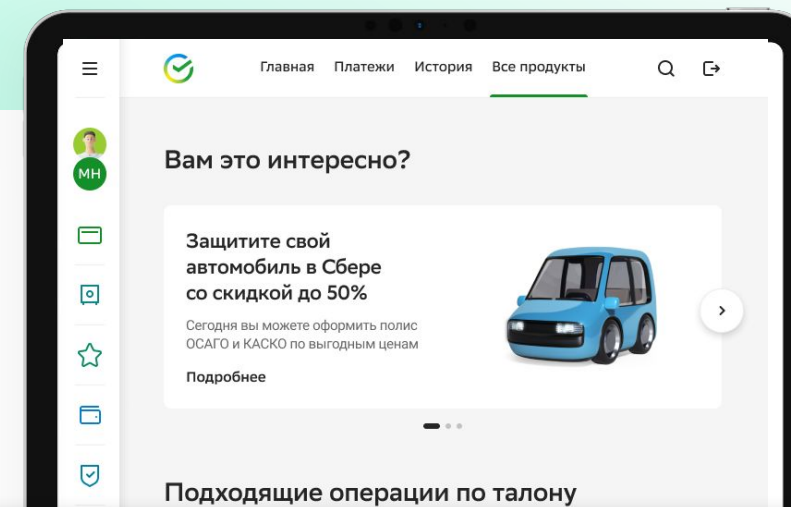 Главная Платежи История Все продукты
МН
Вам это интересно?
Защитите свой
автомобиль в Сбере
со скидкой до 50%
Сегодня вы можете оформить полис
ОСАГО и КАСКО по выгодным ценам
Подробнее
Подходящие операции по талону